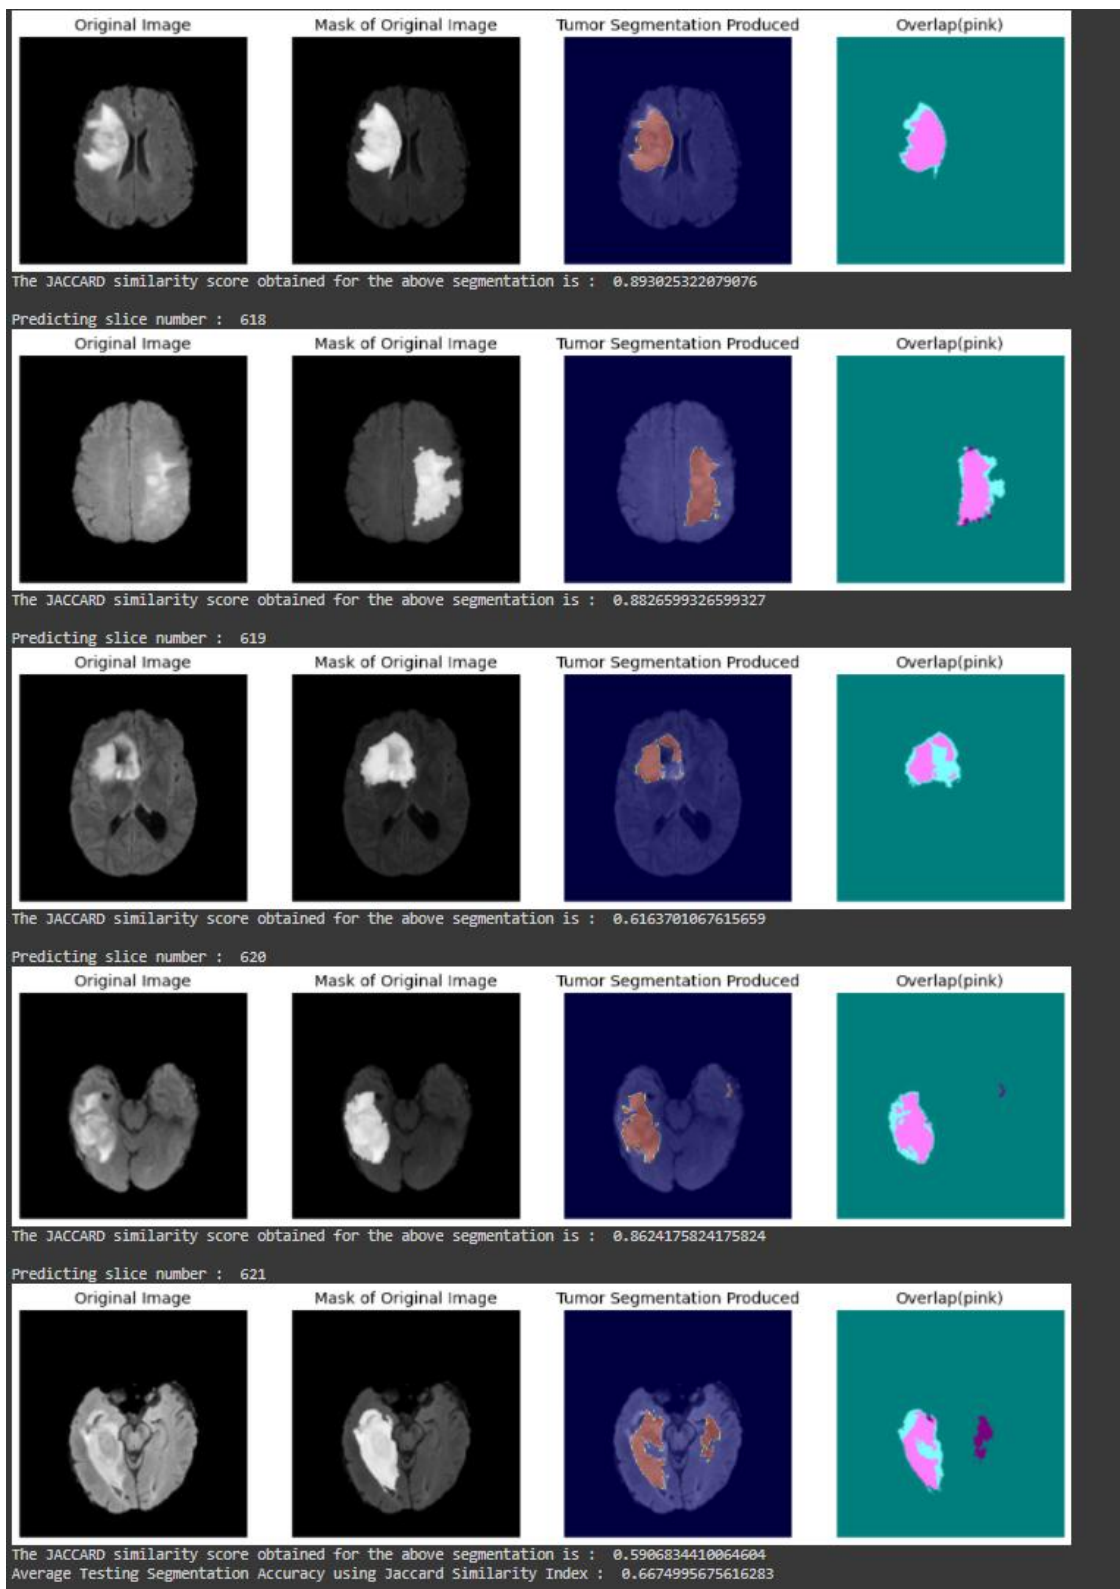 Original Image Mask of Original Image Tumor Segmentation Produced Overlap(pink)
The JACCARD similarity score obtained for the above segmentation is : 0.893025322079076
Predicting slice number : 618
Original Image Mask of Original Image Tumor Segmentation Produced Overlap(pink)
The JACCARD similarity score obtained for the above segmentation is : 0.8826599326599327
Predicting slice number : 619
Original Image Mask of Original Image Tumor Segmentation Produced Overlap(pink)
The JACCARD similarity score obtained for the above segmentation is : 0.6163701067615659
Predicting slice number : 620
Original Image Mask of Original Image Tumor Segmentation Produced Overlap(pink)
The JACCARD similarity score obtained for the above segmentation is : 0.8624175824175824
Predicting slice number : 621
Original Image Mask of Original Image Tumor Segmentation Produced Overlap(pink)
The JACCARD similarity score obtained for the above segmentation is : 0.5906834410064604
Average Testing Segmentation Accuracy using Jaccard Similarity Index : 0.6674995675616283